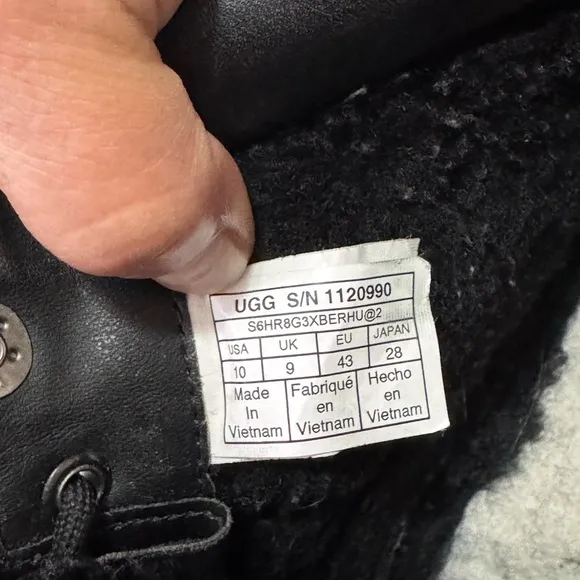 UGG S/N 1120990
S6HR8G3XBERHU@2
USA UK EU JAPAN
10 9 43 28
Made Fabriqué Hecho
In en en
Vietnam Vietnam Vietnam